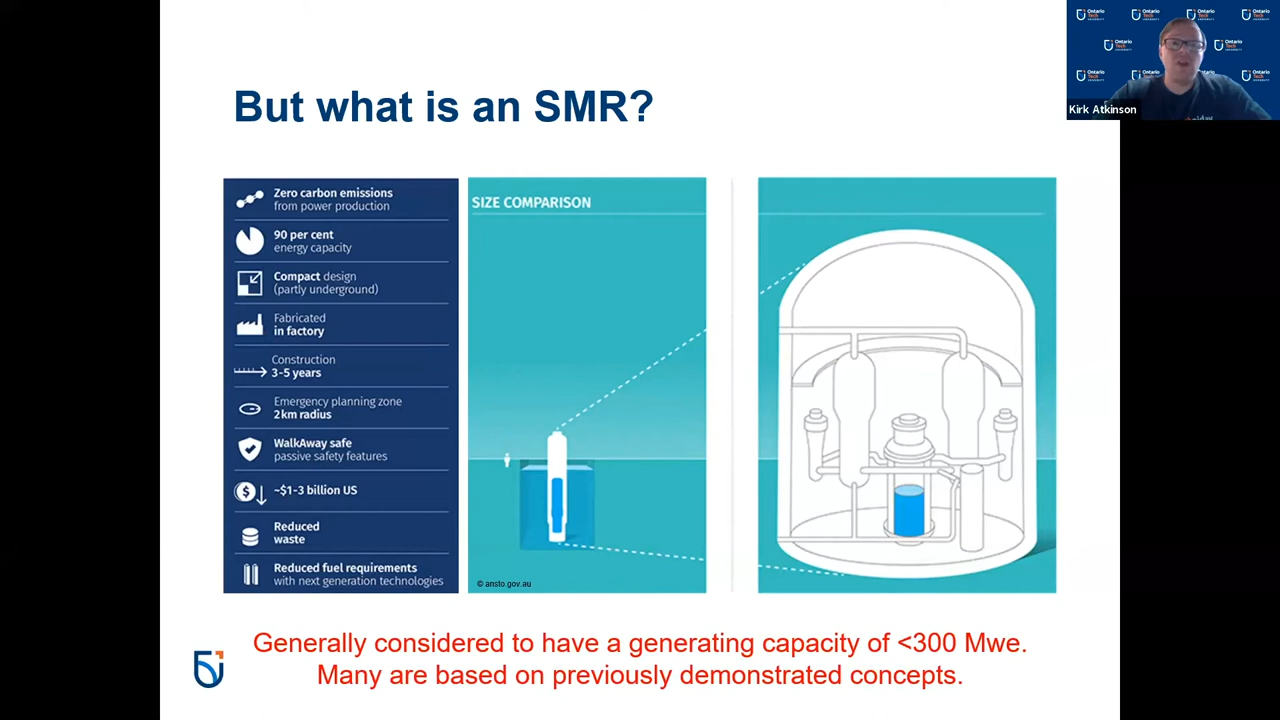 But what is an SMR?
Zero carbon emissions
from power production
90 per cent
energy capacity
Compact design
(partly underground)
Fabricated
in factory
Construction
3-5 years
Emergency planning zone
2km radius
WalkAway safe
passive safety features
~$1-3 billion US
Reduced
waste
Reduced fuel requirements
with next generation technologies
SIZE COMPARISON
© ansto.gov.au
Generally considered to have a generating capacity of <300 Mwe.
Many are based on previously demonstrated concepts.
Ontario
Tech
UNIVERSITY
Kirk Atkinson